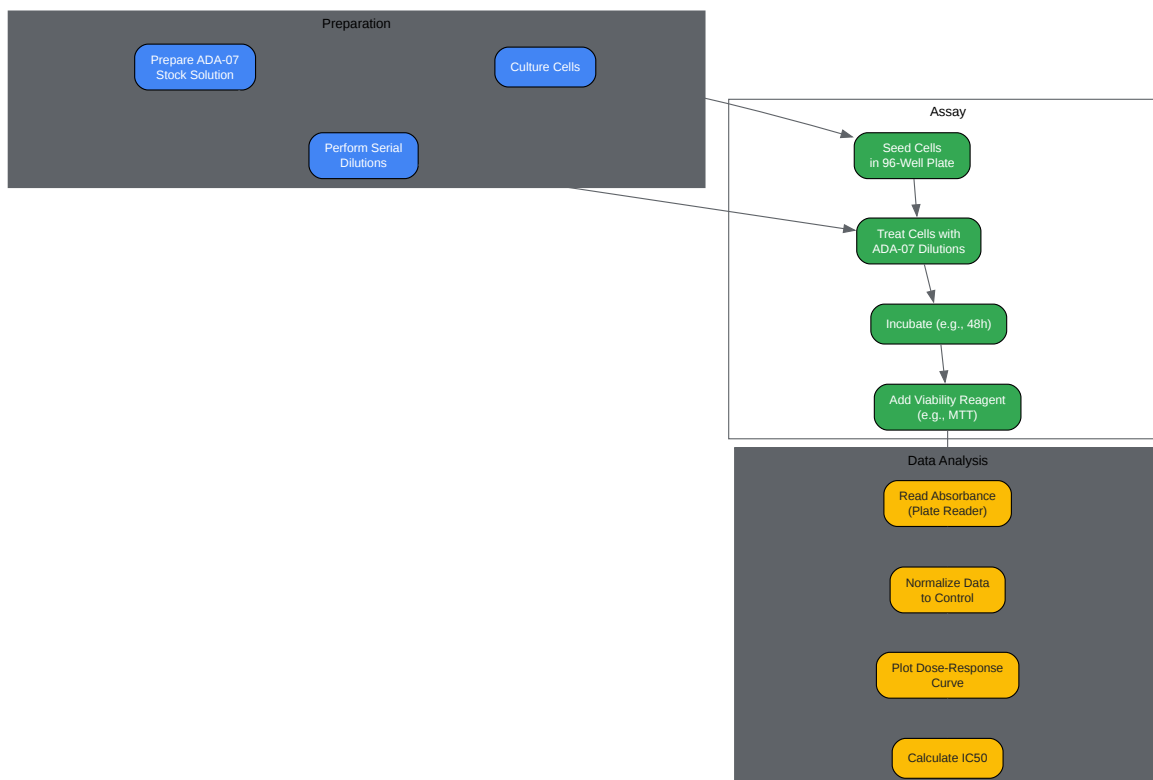 Preparation
Prepare ADA-07
Stock Solution
Culture Cells
Perform Serial
Dilutions
Assay
Seed Cells
in 96-Well Plate
Treat Cells with
ADA-07 Dilutions
Incubate (e.g., 48h)
Add Viability Reagent
(e.g., MTT)
Data Analysis
Read Absorbance
(Plate Reader)
Normalize Data
to Control
Plot Dose-Response
Curve
Calculate IC50